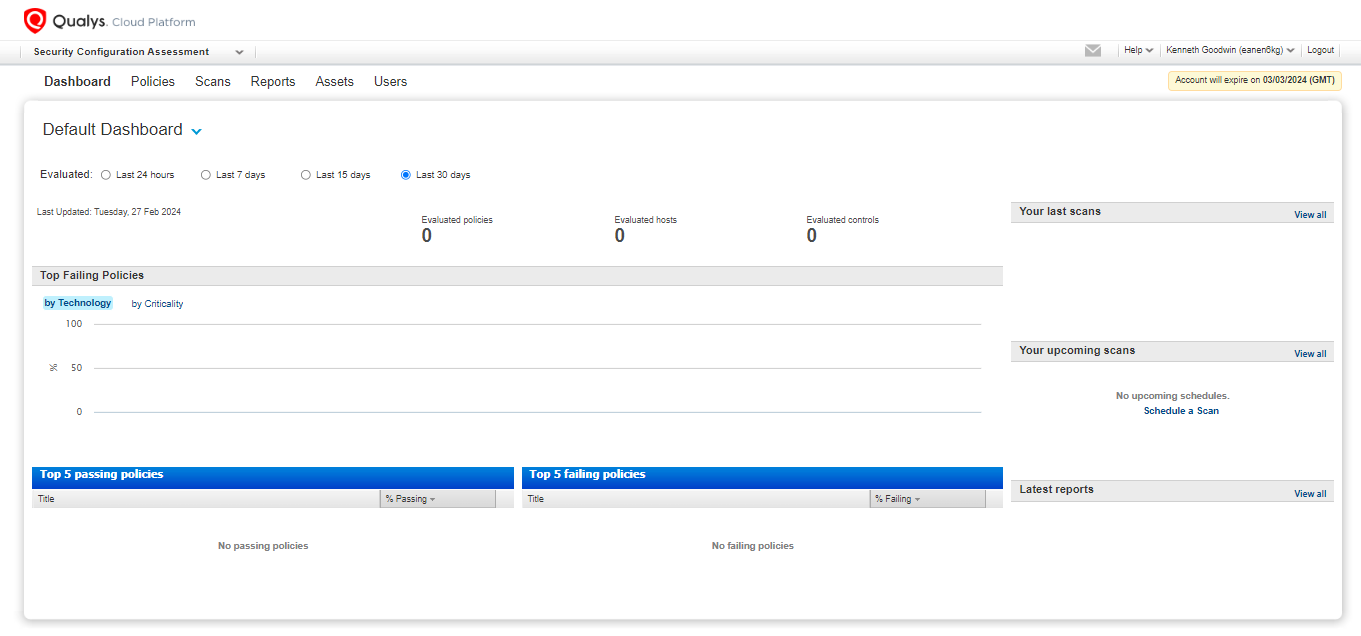 Qualys. Cloud Platform
Security Configuration Assessment
Help
Kenneth Goodwin (eanen6kg)
Logout
Dashboard Policies Scans Reports Assets Users
Account will expire on 03/03/2024 (GMT)
Default Dashboard
Evaluated: Last 24 hours Last 7 days Last 15 days Last 30 days
Last Updated: Tuesday, 27 Feb 2024
Evaluated policies
0
Evaluated hosts
0
Evaluated controls
0
Top Failing Policies
by Technology by Criticality
100
% 50
0
Top 5 passing policies
Title % Passing
No passing policies
Top 5 failing policies
Title % Failing
No failing policies
Your last scans View all
Your upcoming scans View all
No upcoming schedules.
Schedule a Scan
Latest reports View all